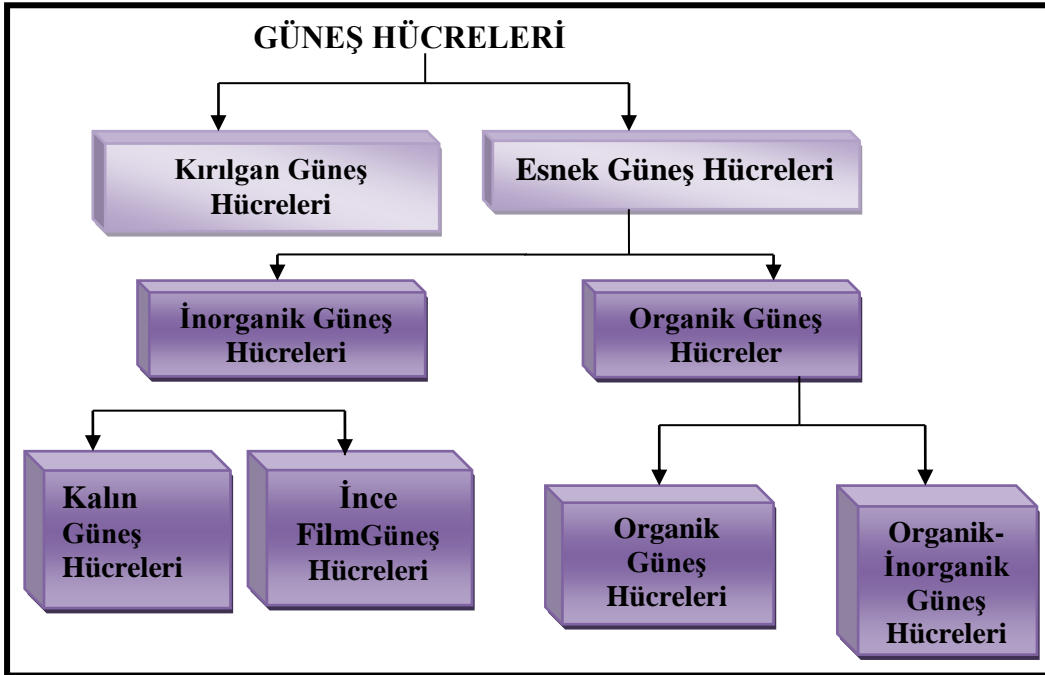 GÜNEŞ HÜCRELERİ
Kırılgan Güneş
Hücreleri
Esnek Güneş Hücreleri
İnorganik Güneş
Hücreleri
Organik Güneş
Hücreler
Kalın
Güneş
Hücreleri
İnce
FilmGüneş
Hücreleri
Organik
Güneş
Hücreleri
Organik-
İnorganik
Güneş
Hücreleri